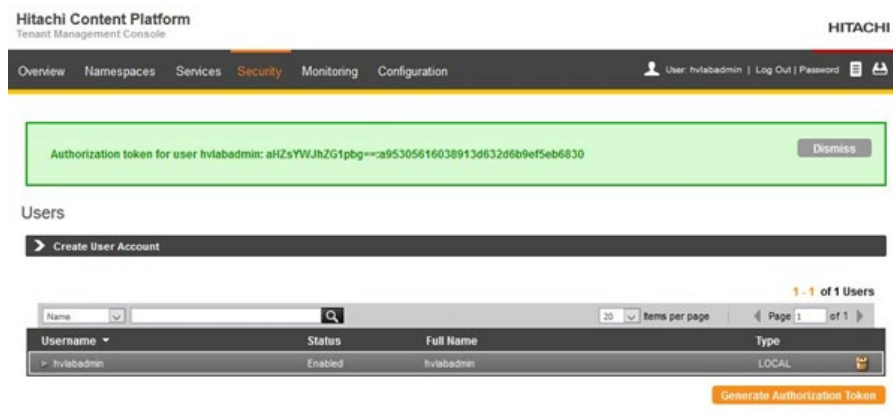 Hitachi Content Platform
Tenant Management Console
HITACHI
Overview Namespaces Services Security Monitoring Configuration User: hvlabadmin | Log Out | Password
Authorization token for user hvlabadmin: aHZsYWJhZG1pbg==:a95305616038913d632d6b9ef5eb6830 Dismiss
Users
Create User Account
1 - 1 of 1 Users
Name 20 Items per page Page 1 of 1
Username Status Full Name Type
hvlabadmin Enabled hvlabadmin LOCAL
Generate Authorization Token